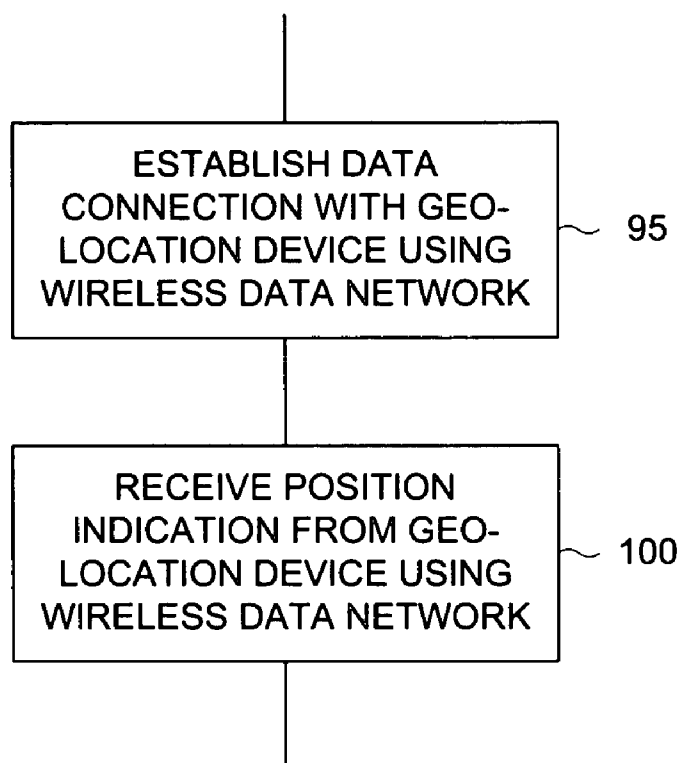 ESTABLISH DATA
CONNECTION WITH GEO-
LOCATION DEVICE USING
WIRELESS DATA NETWORK
95
RECEIVE POSITION
INDICATION FROM GEO-
LOCATION DEVICE USING
WIRELESS DATA NETWORK
100